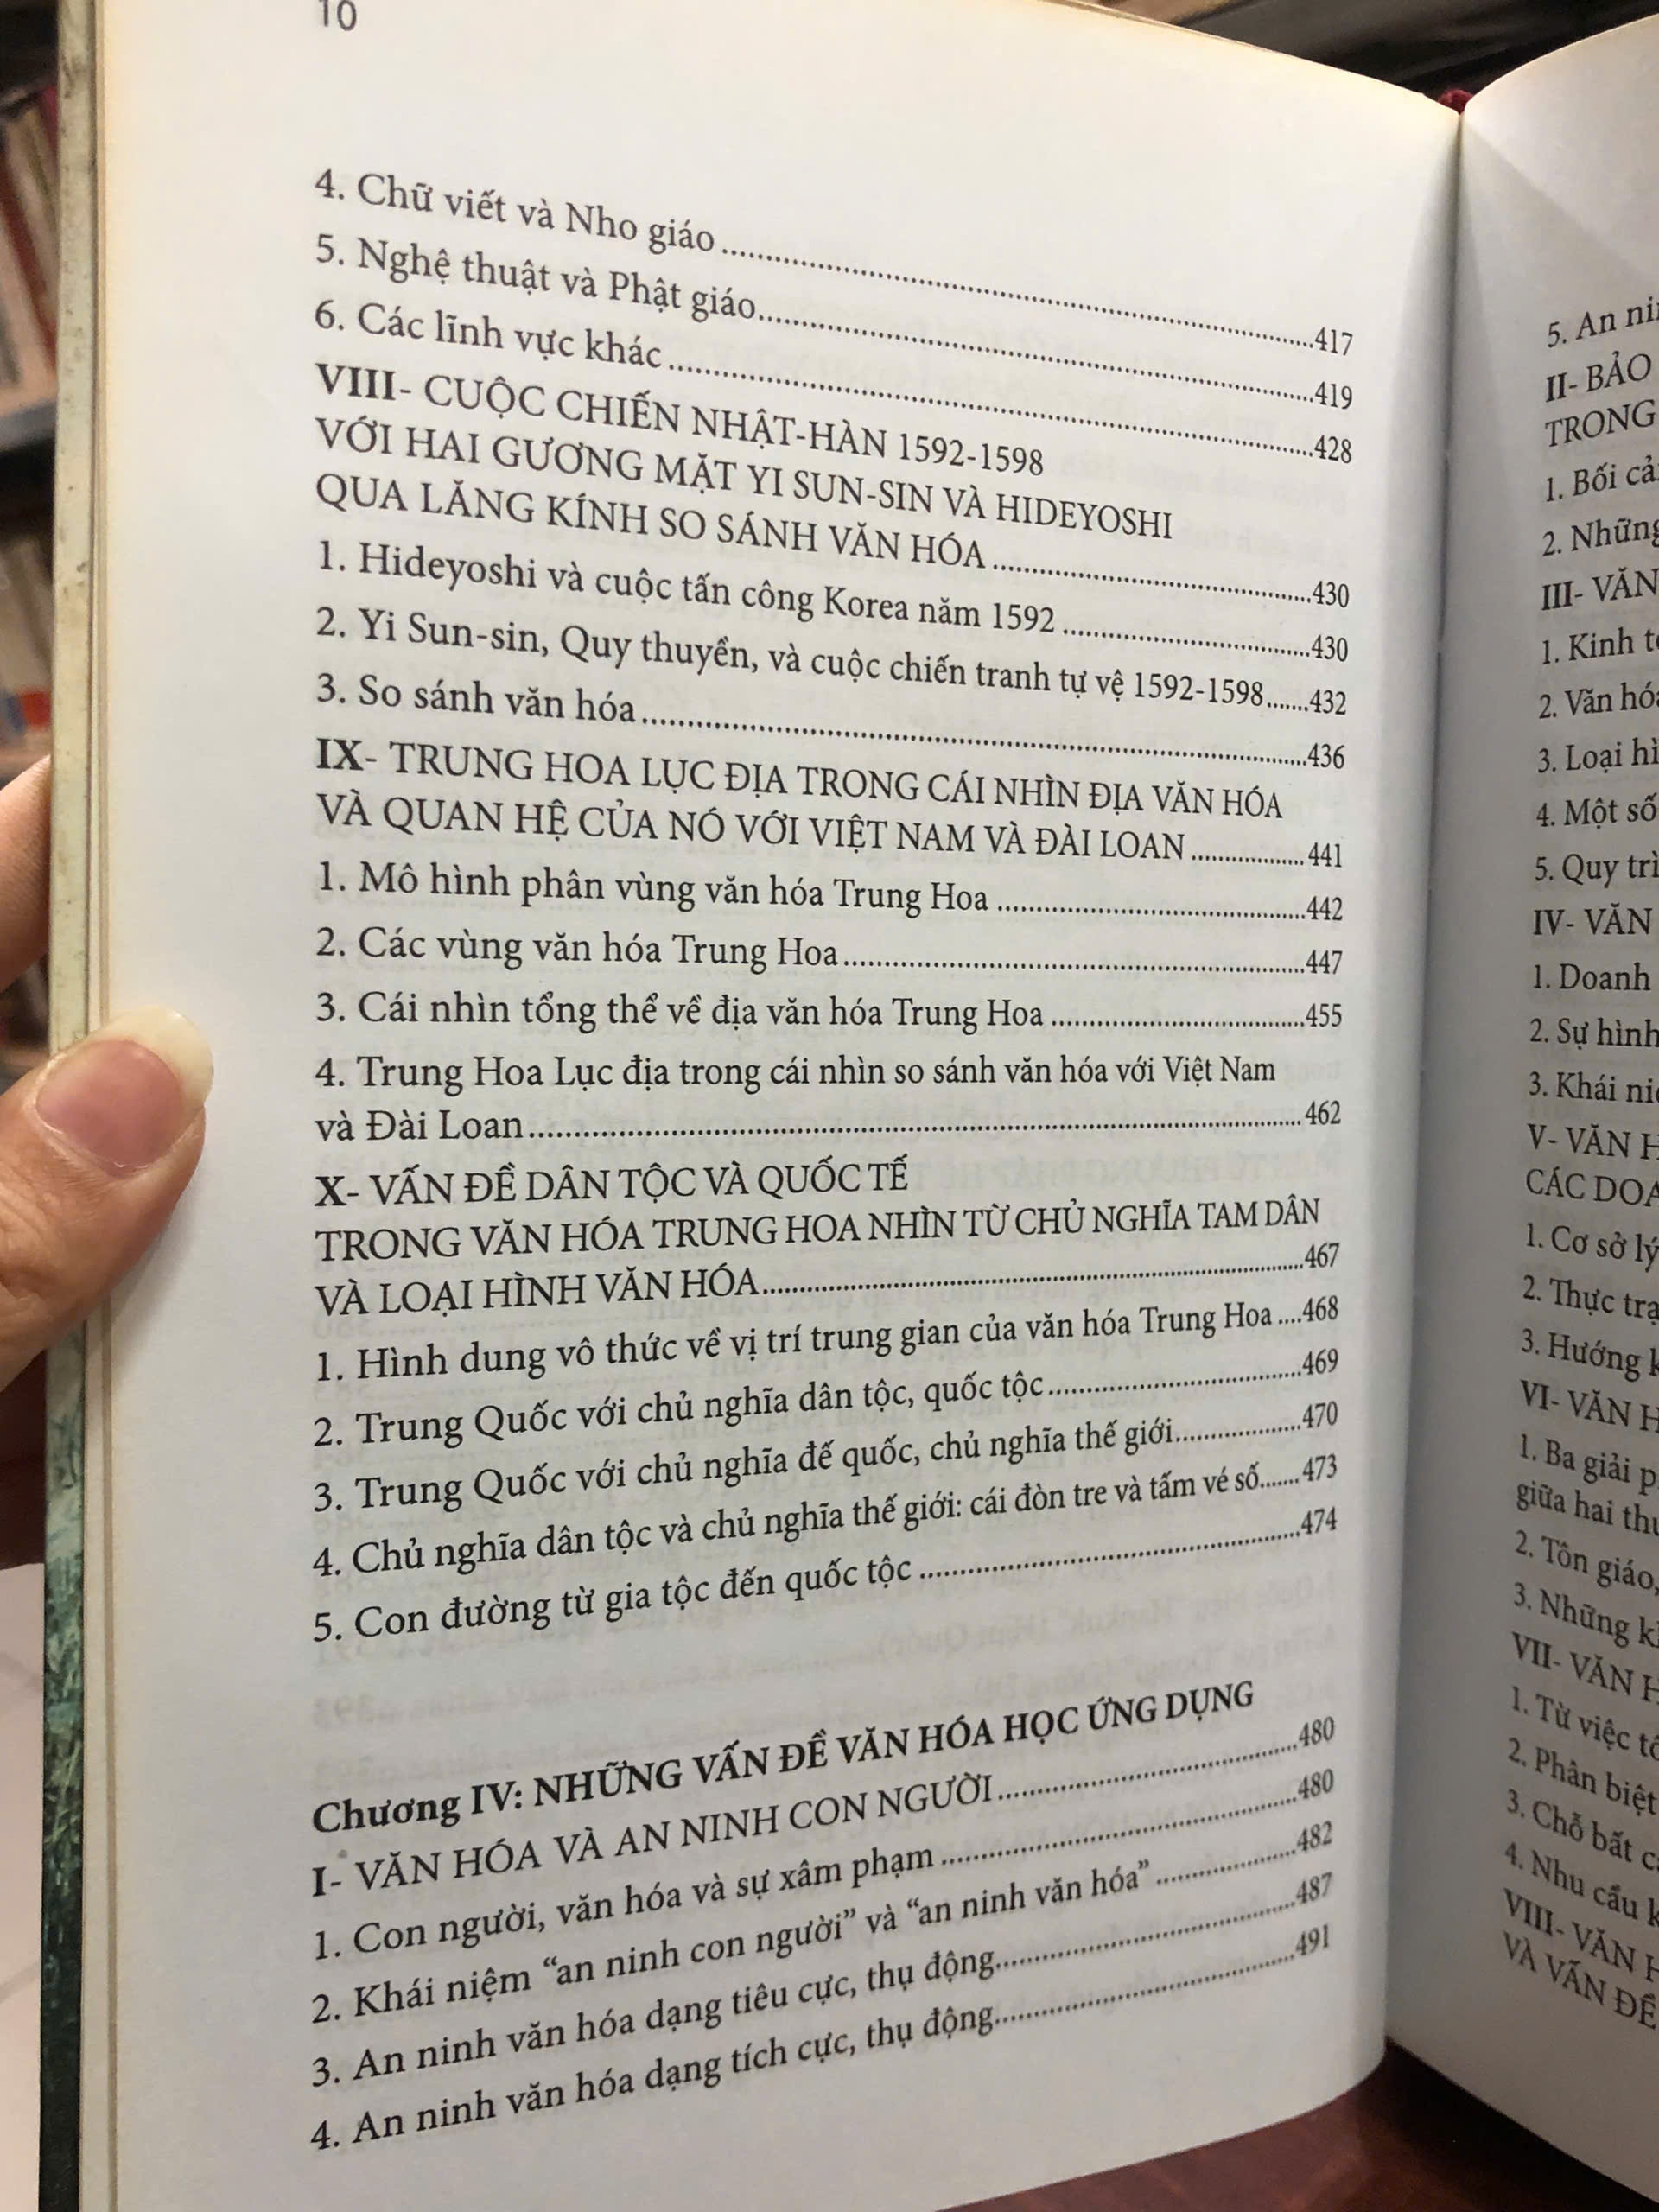 10
4. Chữ viết và Nho giáo ........417
5. Nghệ thuật và Phật giáo........419
6. Các lĩnh vực khác ........428
VIII- CUỘC CHIẾN NHẬT-HÀN 1592-1598
VỚI HAI GƯƠNG MẶT YI SUN-SIN VÀ HIDEYOSHI
QUA LĂNG KÍNH SO SÁNH VĂN HÓA ........430
1. Hideyoshi và cuộc tấn công Korea năm 1592 ........430
2. Yi Sun-sin, Quy thuyền, và cuộc chiến tranh tự vệ 1592-1598.......432
3. So sánh văn hóa........436
IX- TRUNG HOA LỤC ĐỊA TRONG CÁI NHÌN ĐỊA VĂN HÓA
VÀ QUAN HỆ CỦA NÓ VỚI VIỆT NAM VÀ ĐÀI LOAN ........441
1. Mô hình phân vùng văn hóa Trung Hoa ........442
2. Các vùng văn hóa Trung Hoa........447
3. Cái nhìn tổng thể về địa văn hóa Trung Hoa ........455
4. Trung Hoa Lục địa trong cái nhìn so sánh văn hóa với Việt Nam
và Đài Loan........462
X- VẤN ĐỀ DÂN TỘC VÀ QUỐC TẾ
TRONG VĂN HÓA TRUNG HOA NHÌN TỪ CHỦ NGHĨA TAM DÂN
VÀ LOẠI HÌNH VĂN HÓA........467
1. Hình dung vô thức về vị trí trung gian của văn hóa Trung Hoa ....468
2. Trung Quốc với chủ nghĩa dân tộc, quốc tộc........469
3. Trung Quốc với chủ nghĩa đế quốc, chủ nghĩa thế giới........470
4. Chủ nghĩa dân tộc và chủ nghĩa thế giới: cái đòn tre và tấm vé số.......473
5. Con đường từ gia tộc đến quốc tộc ........474
Chương IV: NHỮNG VẤN ĐỀ VĂN HÓA HỌC ỨNG DỤNG
I- VĂN HÓA VÀ AN NINH CON NGƯỜI........480
1. Con người, văn hóa và sự xâm phạm ........480
2. Khái niệm “an ninh con người” và “an ninh văn hóa” ........482
3. An ninh văn hóa dạng tiêu cực, thụ động........487
4. An ninh văn hóa dạng tích cực, thụ động........491
5. An
II- BẢO
TRONG
1. Bối
2. Những
III- VĂN
1. Kinh
2. Văn
3. Loại
4. Một số
5. Quy
IV- VĂN
1. Doanh
2. Sự hình
3. Khái
V- VĂN
CÁC
1. Cơ sở lý
2. Thực
3. Hướng
VI- VĂN
1. Ba giải
giữa hai
2. Tôn giáo,
3. Những
VII- VĂN
1. Từ việc
2. Phân biệt
3. Chỗ bất
4. Nhu cầu
VIII- VĂN
VÀ VẤN ĐỀ